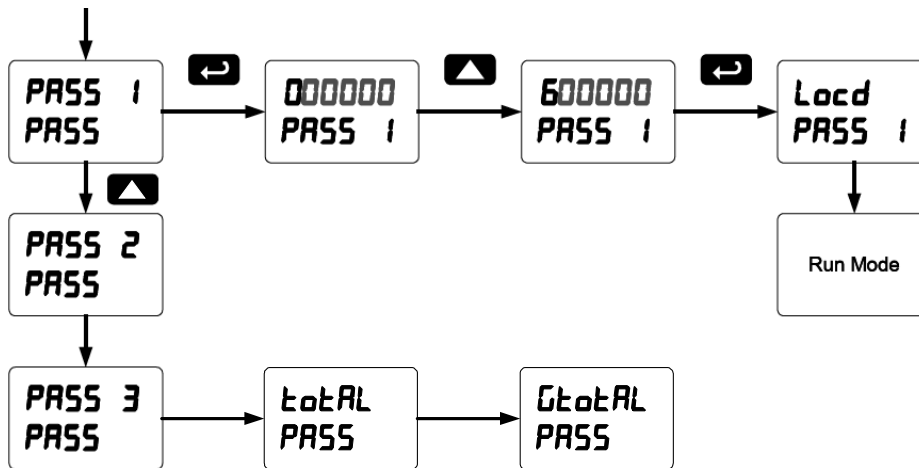 PASS 1
PASS
000000
PASS 1
600000
PASS 1
Locd
PASS 1
PASS 2
PASS
Run Mode
PASS 3
PASS
totAL
PASS
GtotAL
PASS